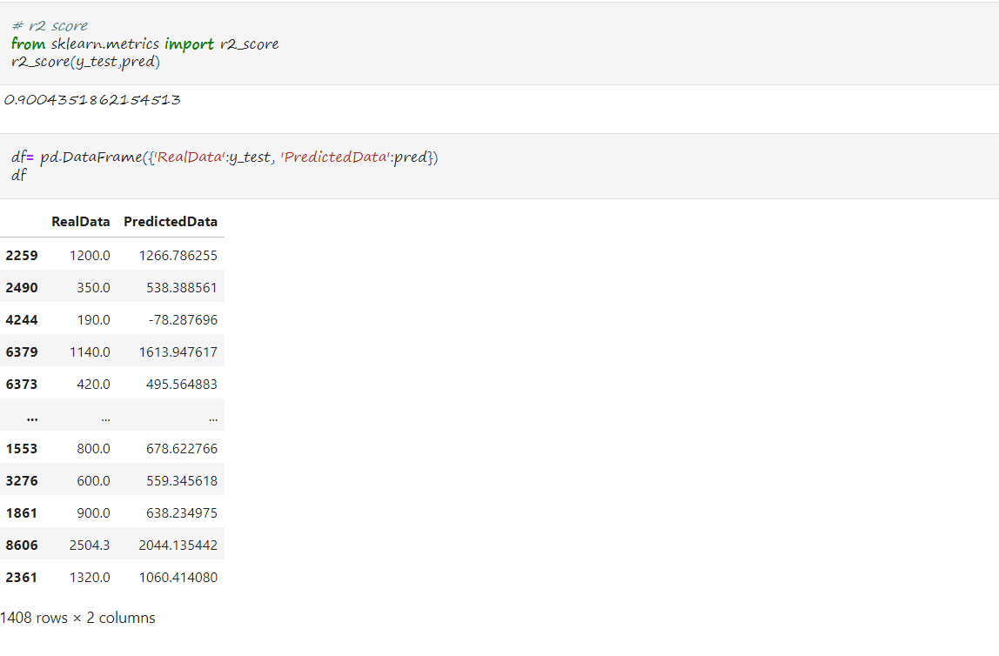 # r2 score
from sklearn.metrics import r2_score
r2_score(y_test,pred)
0.9004351862154513
df= pd.DataFrame({'RealData':y_test, 'PredictedData':pred})
df
RealData PredictedData
2259 1200.0 1266.786255
2490 350.0 538.388561
4244 190.0 -78.287696
6379 1140.0 1613.947617
6373 420.0 495.564883
... ... ...
1553 800.0 678.622766
3276 600.0 559.345618
1861 900.0 638.234975
8606 2504.3 2044.135442
2361 1320.0 1060.414080
1408 rows × 2 columns